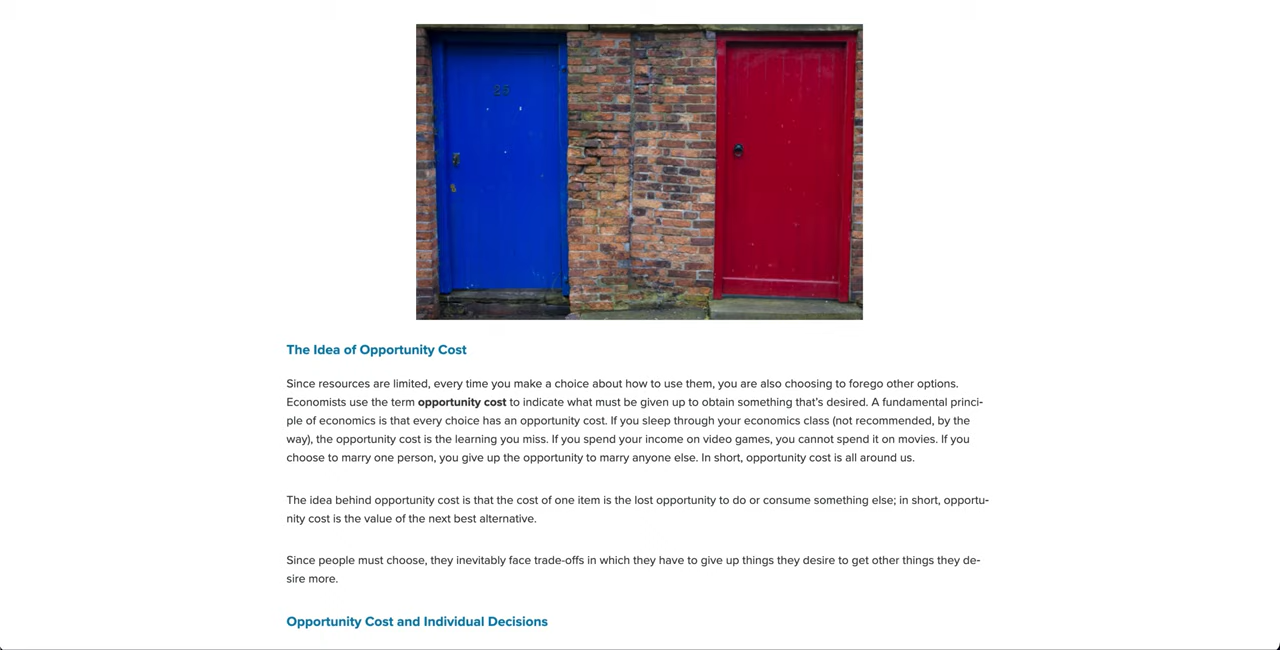 25
The Idea of Opportunity Cost
Since resources are limited, every time you make a choice about how to use them, you are also choosing to forego other options.
Economists use the term opportunity cost to indicate what must be given up to obtain something that’s desired. A fundamental princi-
ple of economics is that every choice has an opportunity cost. If you sleep through your economics class (not recommended, by the
way), the opportunity cost is the learning you miss. If you spend your income on video games, you cannot spend it on movies. If you
choose to marry one person, you give up the opportunity to marry anyone else. In short, opportunity cost is all around us.
The idea behind opportunity cost is that the cost of one item is the lost opportunity to do or consume something else; in short, opportu-
nity cost is the value of the next best alternative.
Since people must choose, they inevitably face trade-offs in which they have to give up things they desire to get other things they de-
sire more.
Opportunity Cost and Individual Decisions